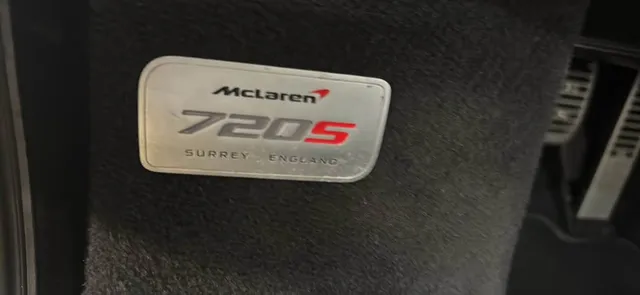 McLaren
720S
SURREY . ENGLAND